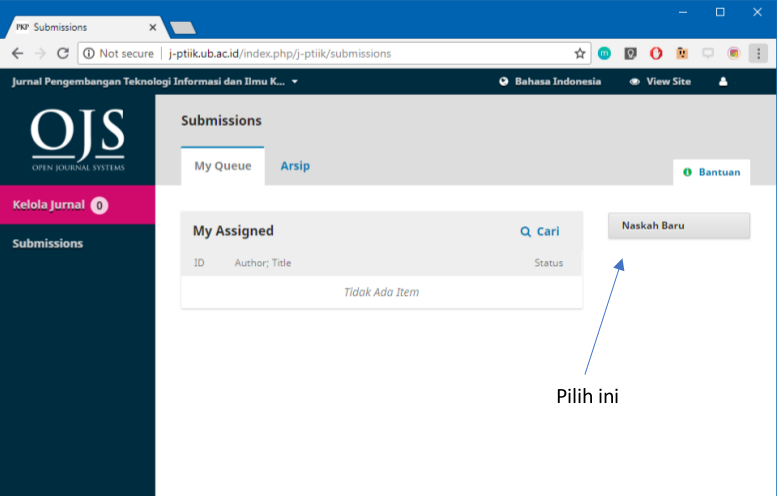 PKP Submissions
Not secure | j-ptiik.ub.ac.id/index.php/j-ptiik/submissions
Jurnal Pengembangan Teknologi Informasi dan Ilmu K...
Bahasa Indonesia
View Site
OJS
OPEN JOURNAL SYSTEMS
Submissions
My Queue
Arsip
Bantuan
Kelola Jurnal 0
Submissions
My Assigned
Cari
ID Author; Title Status
Tidak Ada Item
Naskah Baru
Pilih ini